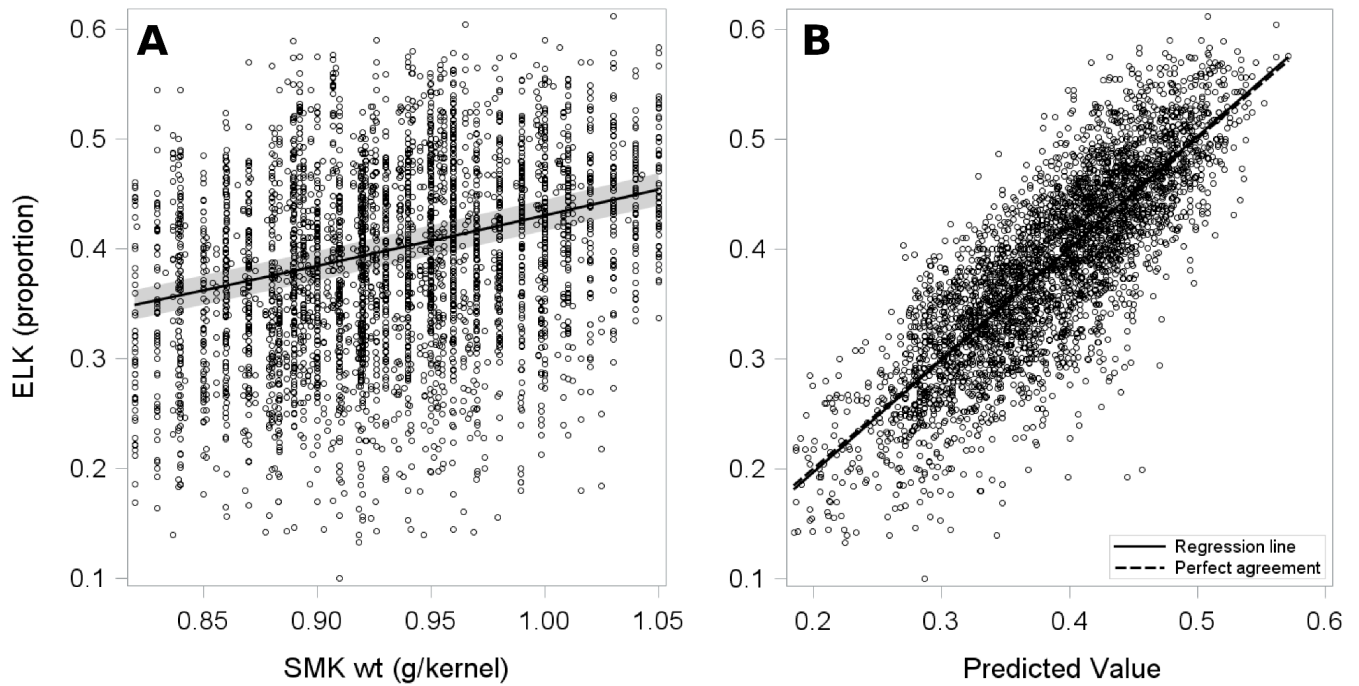 A
ELK (proportion)
0.6
0.5
0.4
0.3
0.2
0.1
0.85 0.90 0.95 1.00 1.05
SMK wt (g/kernel)
B
0.6
0.5
0.4
0.3
0.2
0.1
Regression line
Perfect agreement
0.2 0.3 0.4 0.5 0.6
Predicted Value